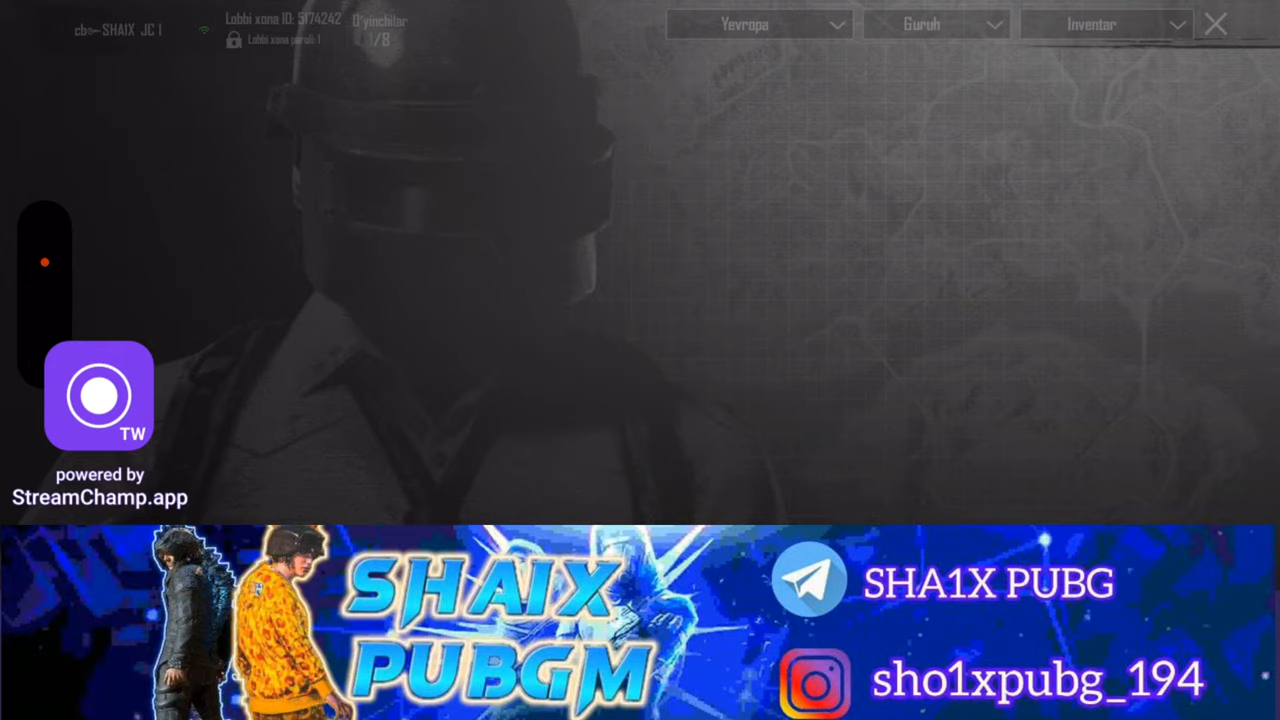 SHAIX JC
Lobbi xona ID: 5174242
Lobbi xona paroli: 1
O'yinchilar
1/8
Yevropa
Guruh
Inventar
TW
powered by
StreamChamp.app
SHAIX
PUBGM
SHA1X PUBG
sho1xpubg_194